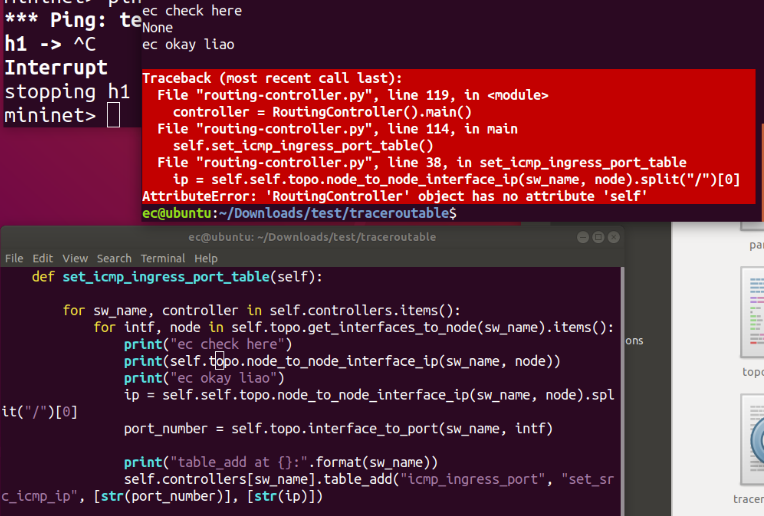 mininet> pin
*** Ping: te
h1 -> ^C
Interrupt
stopping h1
mininet>
ec check here
None
ec okay liao
Traceback (most recent call last):
  File "routing-controller.py", line 119, in <module>
    controller = RoutingController().main()
  File "routing-controller.py", line 114, in main
    self.set_icmp_ingress_port_table()
  File "routing-controller.py", line 38, in set_icmp_ingress_port_table
    ip = self.self.topo.node_to_node_interface_ip(sw_name, node).split("/")[0]
AttributeError: 'RoutingController' object has no attribute 'self'
ec@ubuntu:~/Downloads/test/traceroutable$
ec@ubuntu: ~/Downloads/test/traceroutable
File Edit View Search Terminal Help
    def set_icmp_ingress_port_table(self):
        for sw_name, controller in self.controllers.items():
            for intf, node in self.topo.get_interfaces_to_node(sw_name).items():
                print("ec check here")
                print(self.topo.node_to_node_interface_ip(sw_name, node))
                print("ec okay liao")
                ip = self.self.topo.node_to_node_interface_ip(sw_name, node).spl
it("/")[0]
                port_number = self.topo.interface_to_port(sw_name, intf)
                print("table_add at {}:".format(sw_name))
                self.controllers[sw_name].table_add("icmp_ingress_port", "set_sr
c_icmp_ip", [str(port_number)], [str(ip)])
ons
par
topo
tracer